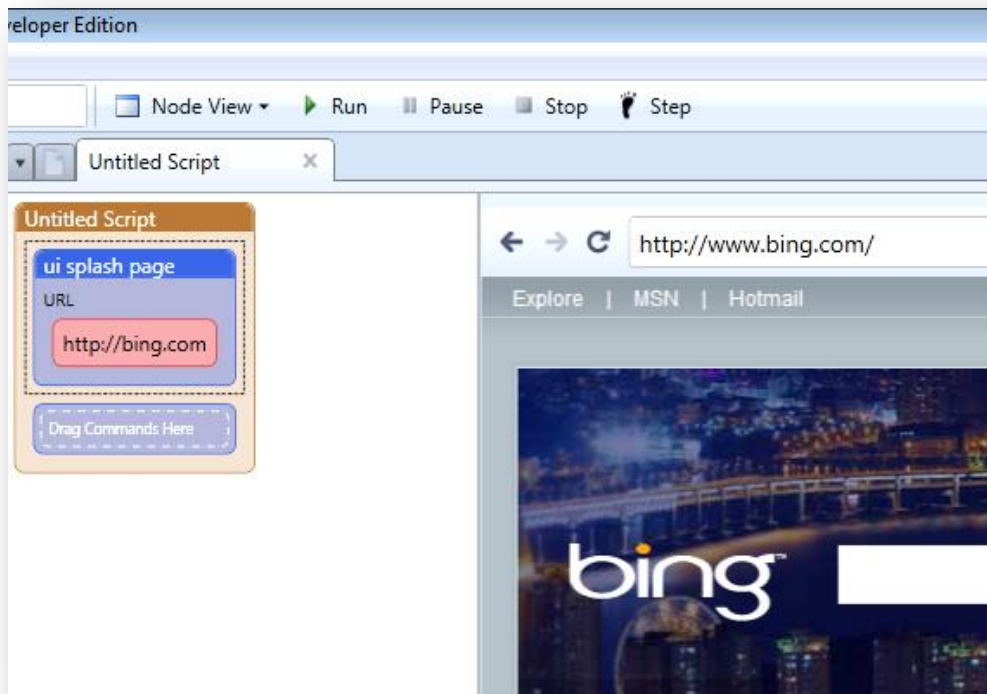 veloper Edition
Node View Run Pause Stop Step
Untitled Script
Untitled Script
ui splash page
URL
http://bing.com
Drag Commands Here
http://www.bing.com/
Explore | MSN | Hotmail
bing™